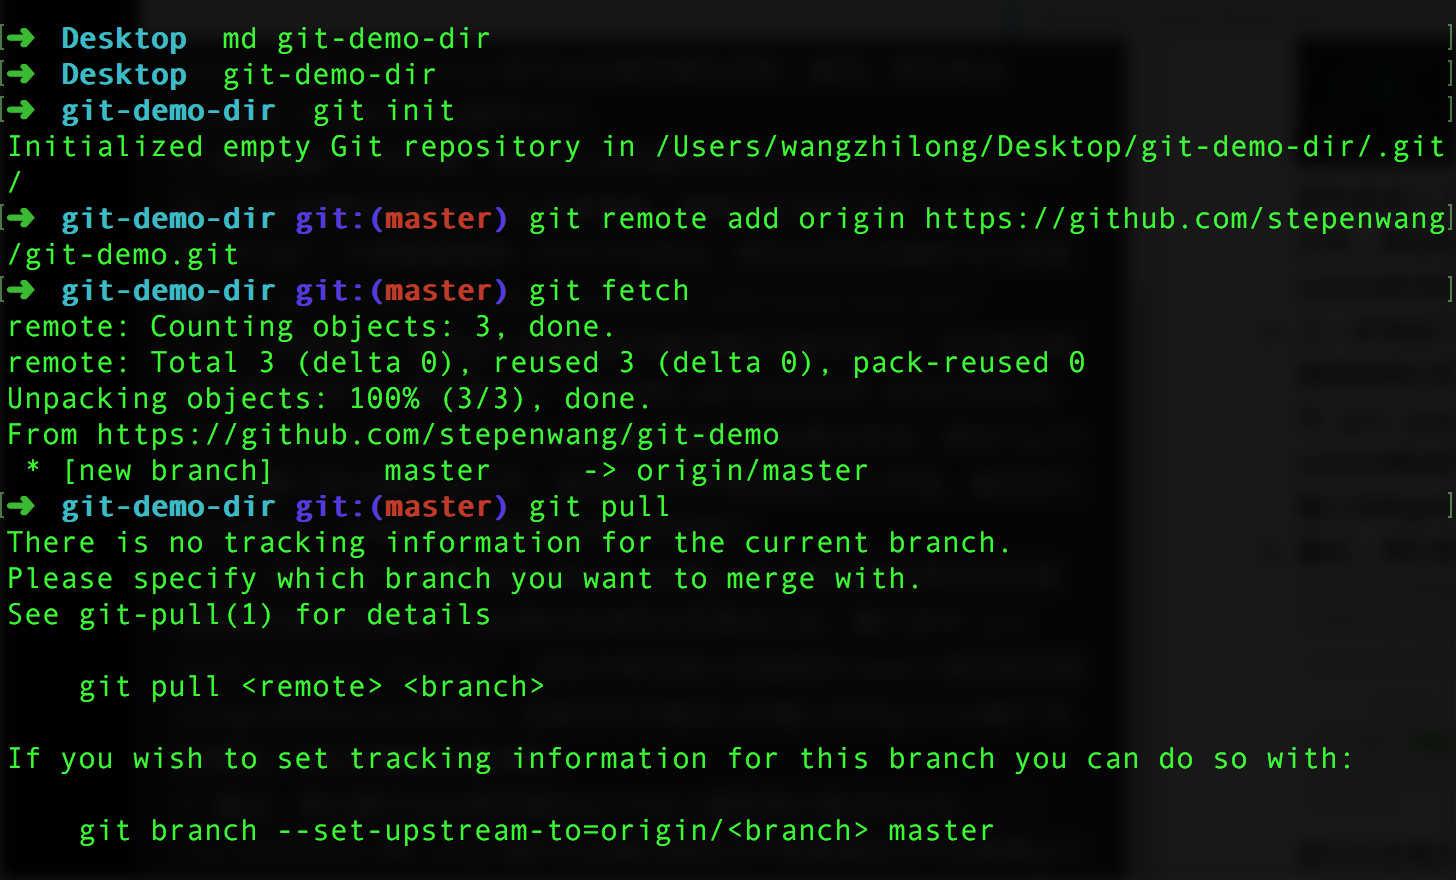 [➜  Desktop  md git-demo-dir ]
[➜  Desktop  git-demo-dir ]
[➜  git-demo-dir  git init ]
Initialized empty Git repository in /Users/wangzhilong/Desktop/git-demo-dir/.git
/
[➜  git-demo-dir git:(master) git remote add origin https://github.com/stepenwang]
/git-demo.git
[➜  git-demo-dir git:(master) git fetch ]
remote: Counting objects: 3, done.
remote: Total 3 (delta 0), reused 3 (delta 0), pack-reused 0
Unpacking objects: 100% (3/3), done.
From https://github.com/stepenwang/git-demo
 * [new branch]      master     -> origin/master
[➜  git-demo-dir git:(master) git pull ]
There is no tracking information for the current branch.
Please specify which branch you want to merge with.
See git-pull(1) for details

    git pull <remote> <branch>

If you wish to set tracking information for this branch you can do so with:

    git branch --set-upstream-to=origin/<branch> master